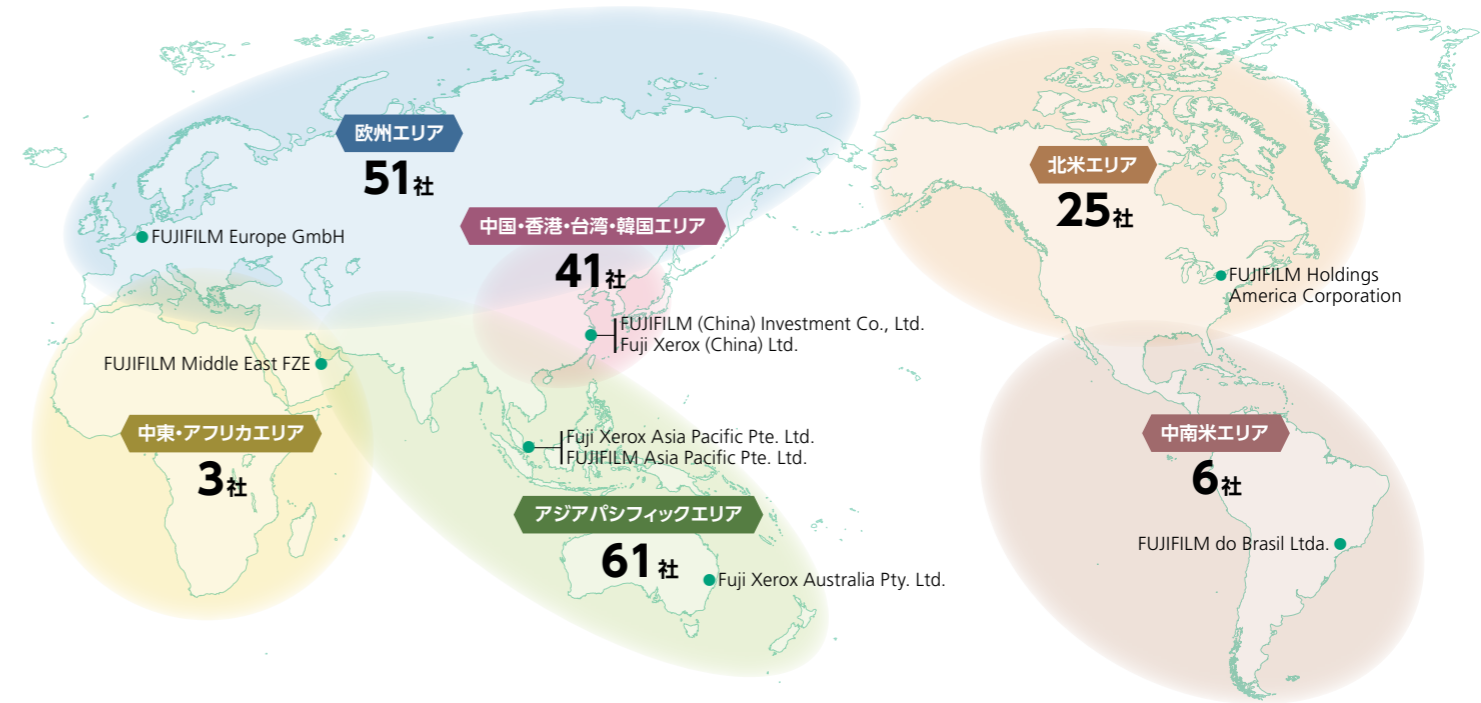 欧州エリア
51社
FUJIFILM Europe GmbH
中国・香港・台湾・韓国エリア
41社
FUJIFILM (China) Investment Co., Ltd.
Fuji Xerox (China) Ltd.
北米エリア
25社
FUJIFILM Holdings
America Corporation
FUJIFILM Middle East FZE
中東・アフリカエリア
3社
Fuji Xerox Asia Pacific Pte. Ltd.
FUJIFILM Asia Pacific Pte. Ltd.
アジアパシフィックエリア
61社
Fuji Xerox Australia Pty. Ltd.
中南米エリア
6社
FUJIFILM do Brasil Ltda.